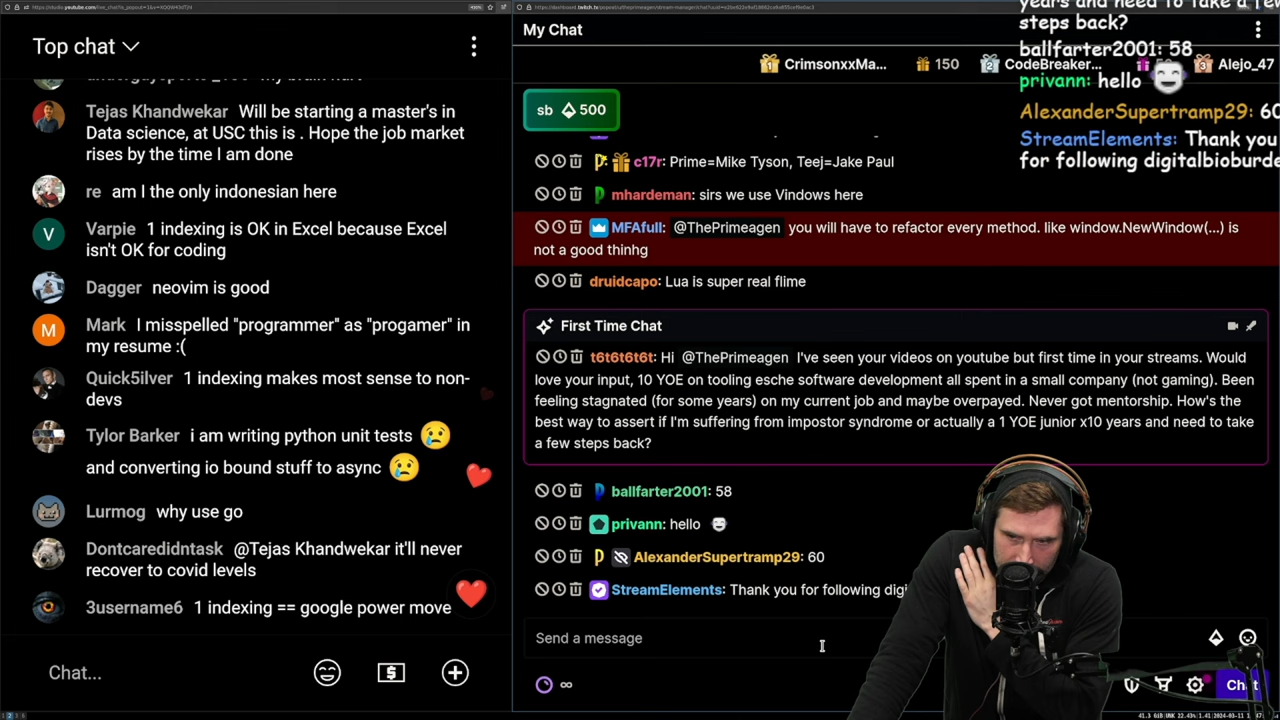 Top chat
Tejas Khandwekar Will be starting a master's in
Data science, at USC this is . Hope the job market
rises by the time I am done
re am I the only indonesian here
V
Varpie 1 indexing is OK in Excel because Excel
isn't OK for coding
Dagger neovim is good
M
Mark I misspelled "programmer" as "progamer" in
my resume :(
Quick5ilver 1 indexing makes most sense to non-
devs
Tylor Barker i am writing python unit tests
and converting io bound stuff to async
Lurmog why use go
Dontcaredidntask @Tejas Khandwekar it'll never
recover to covid levels
3username6 1 indexing == google power move
Chat...
My Chat
CrimsonxxMa... 150 CodeBreaker... Alejo_47
sb 500
c17r: Prime=Mike Tyson, Teej=Jake Paul
mhardeman: sirs we use Vindows here
MFAfull: @ThePrimeagen you will have to refactor every method. like window.NewWindow(...) is
not a good thinhg
druidcapo: Lua is super real flime
First Time Chat
t6t6t6t6t: Hi @ThePrimeagen I've seen your videos on youtube but first time in your streams. Would
love your input, 10 YOE on tooling esche software development all spent in a small company (not gaming). Been
feeling stagnated (for some years) on my current job and maybe overpayed. Never got mentorship. How's the
best way to assert if I'm suffering from impostor syndrome or actually a 1 YOE junior x10 years and need to take
a few steps back?
ballfarter2001: 58
privann: hello
AlexanderSupertramp29: 60
StreamElements: Thank you for following digi
Send a message
Chat
years and need to take a few
steps back?
ballfarter2001: 58
privann: hello
AlexanderSupertramp29: 60
StreamElements: Thank you
for following digitalbioburde